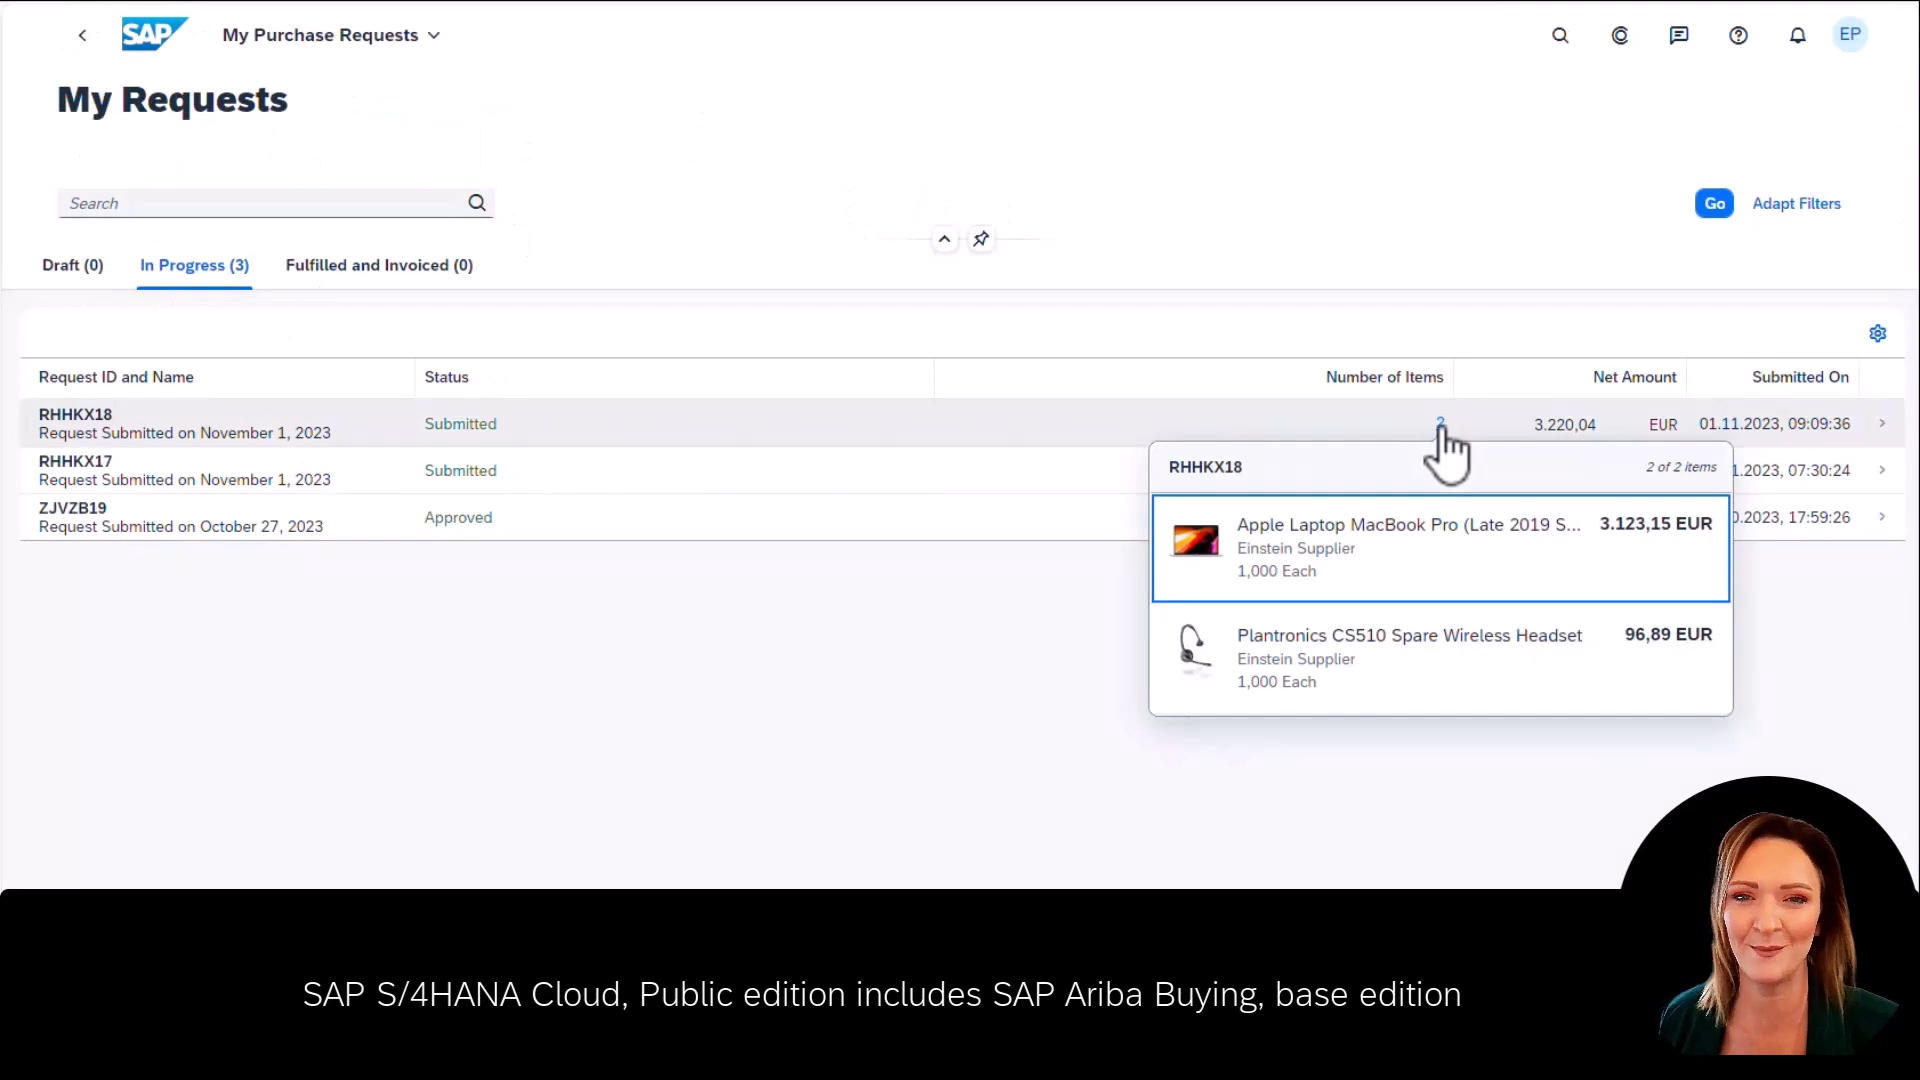 SAP My Purchase Requests EP
My Requests
Search Go Adapt Filters
Draft (0) In Progress (3) Fulfilled and Invoiced (0)
Request ID and Name Status Number of Items Net Amount Submitted On
RHHKX18
Request Submitted on November 1, 2023 Submitted 2 3.220,04 EUR 01.11.2023, 09:09:36
RHHKX17
Request Submitted on November 1, 2023 Submitted 1.2023, 07:30:24
ZJVZB19
Request Submitted on October 27, 2023 Approved 0.2023, 17:59:26
RHHKX18 2 of 2 items
Apple Laptop MacBook Pro (Late 2019 S... 3.123,15 EUR
Einstein Supplier
1,000 Each
Plantronics CS510 Spare Wireless Headset 96,89 EUR
Einstein Supplier
1,000 Each
SAP S/4HANA Cloud, Public edition includes SAP Ariba Buying, base edition